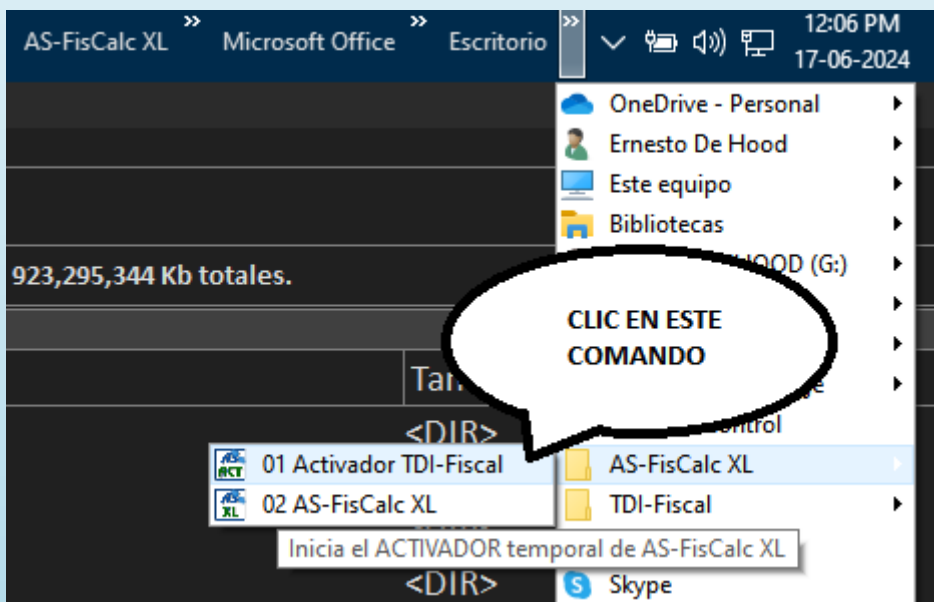 AS-FisCalc XL » Microsoft Office » Escritorio » 12:06 PM
17-06-2024
OneDrive - Personal
Ernesto De Hood
Este equipo
Bibliotecas
OOD (G:)
923,295,344 Kb totales.
CLIC EN ESTE
COMANDO
Tan
<DIR>
01 Activador TDI-Fiscal
AS-FisCalc XL
02 AS-FisCalc XL
TDI-Fiscal
Inicia el ACTIVADOR temporal de AS-FisCalc XL
<DIR>
Skype